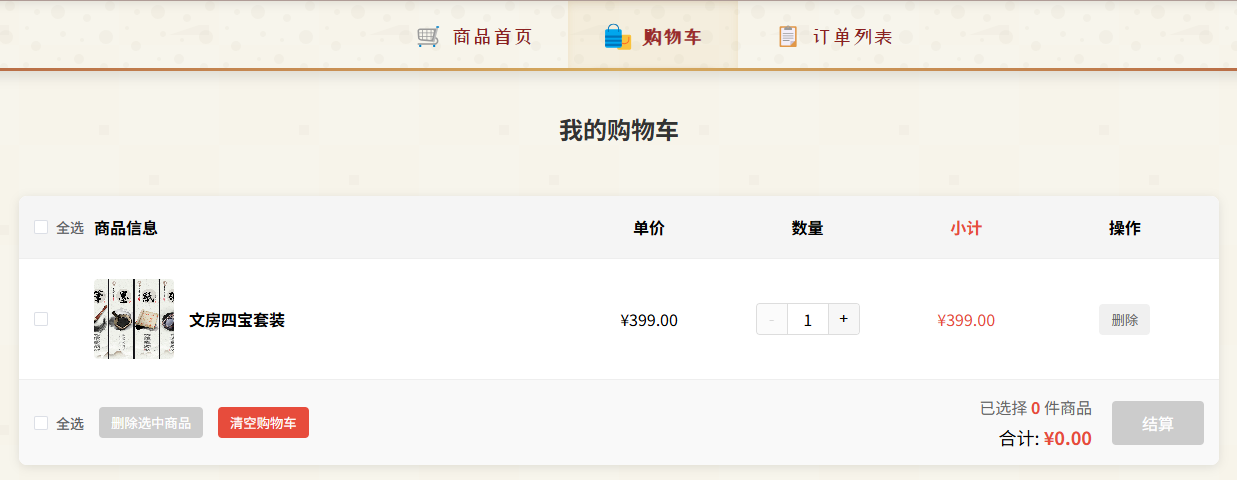 商品首页 购物车 订单列表
我的购物车
全选 商品信息 单价 数量 小计 操作
笔 墨 紙
文房四宝套装 ¥399.00 - 1 + ¥399.00 删除
全选 删除选中商品 清空购物车 已选择 0 件商品
合计: ¥0.00
结算